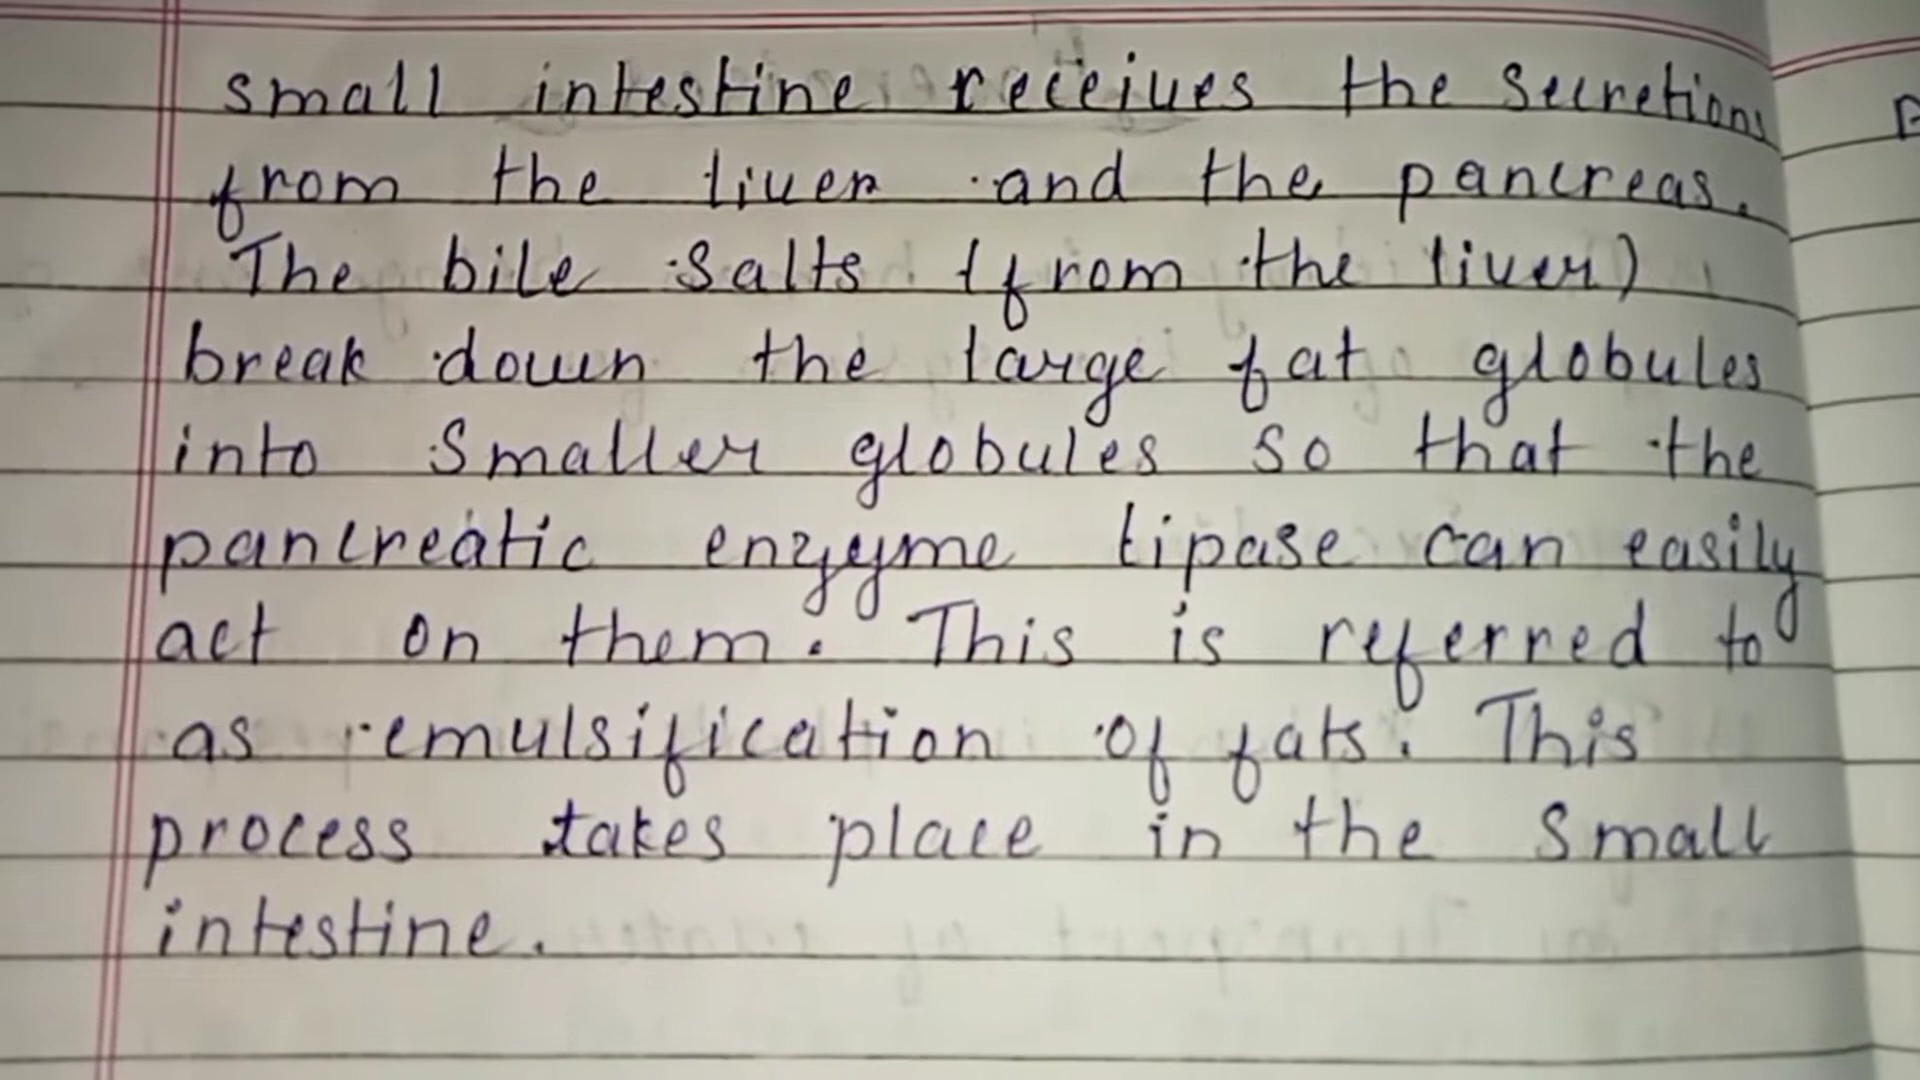 small intestine receives the secretions
from the liver and the pancreas.
The bile salts (from the liver)
break down the large fat globules
into smaller globules so that the
pancreatic enzyme lipase can easily
act on them. This is referred to
as emulsification of fats. This
process takes place in the small
intestine.